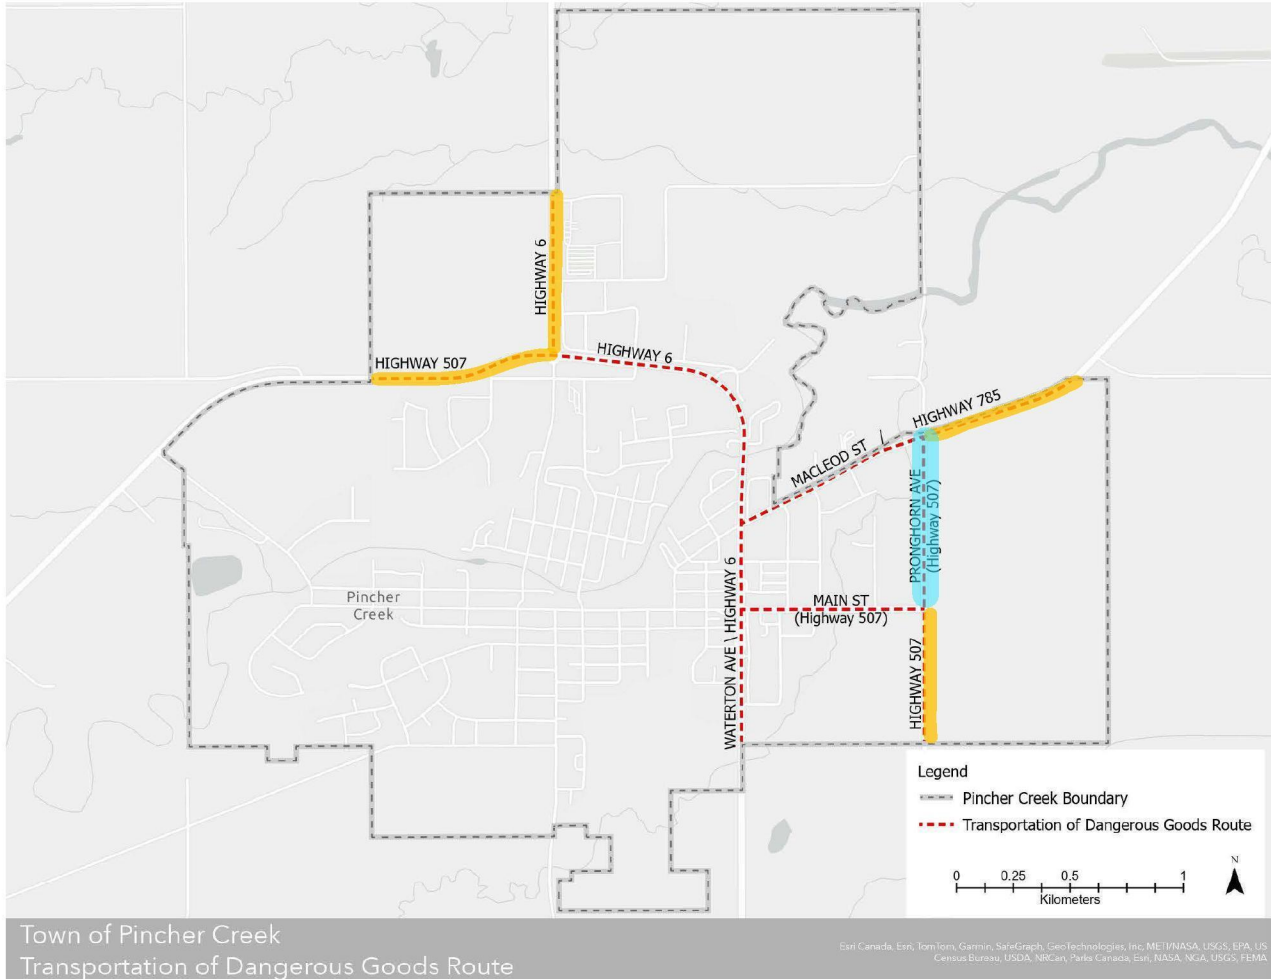 HIGHWAY 6
HIGHWAY 507
HIGHWAY 6
HIGHWAY 785
MACLEOD ST /
PRONGHORN AVE
(Highway 507)
WATERTON AVE \ HIGHWAY 6
MAIN ST
(Highway 507)
HIGHWAY 507
Pincher
Creek
Legend
Pincher Creek Boundary
Transportation of Dangerous Goods Route
N
0 0.25 0.5 1
Kilometers
Town of Pincher Creek
Transportation of Dangerous Goods Route
Esri Canada, Esri, TomTom, Garmin, SafeGraph, GeoTechnologies, Inc, METI/NASA, USGS, EPA, US
Census Bureau, USDA, NRCan, Parks Canada, Esri, NASA, NGA, USGS, FEMA